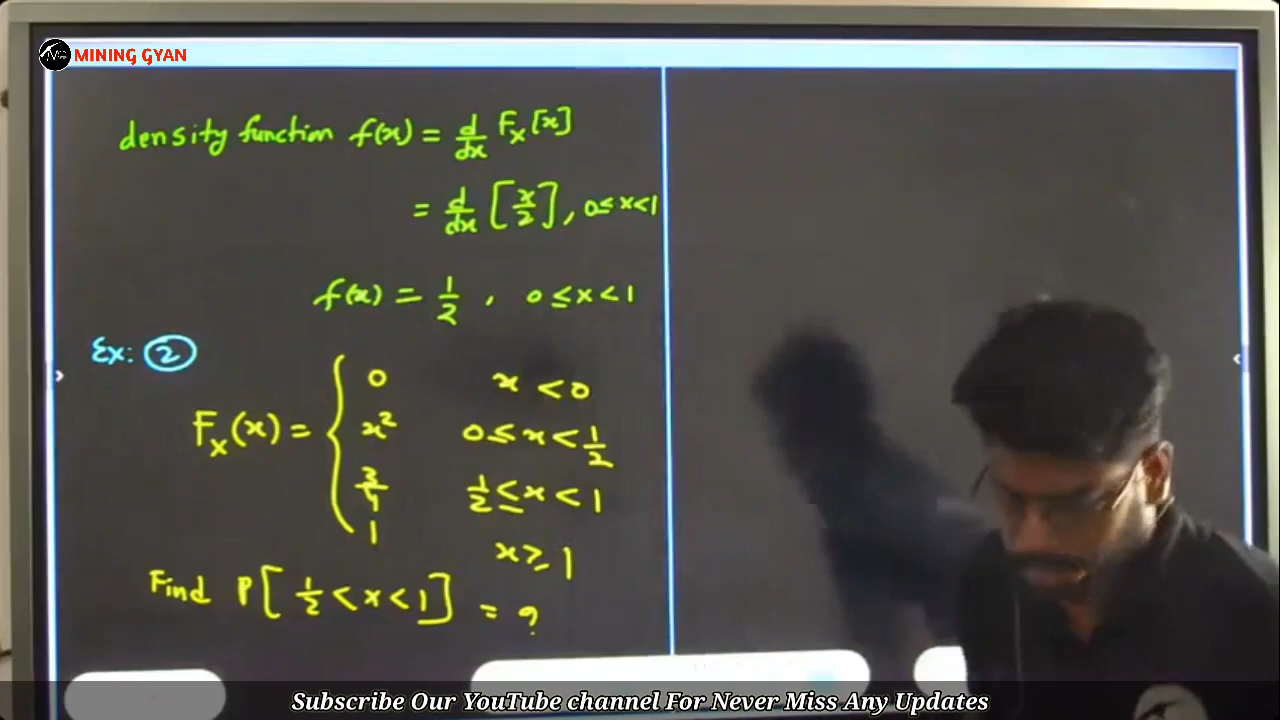 MINING GYAN
density function f(x) = d/dx Fx[x]
= d/dx [x/2], 0≤x<1
f(x) = 1/2 , 0≤x<1
Ex: 2
Fx(x) = { 0 x<0
x² 0≤x<1/2
3/4 1/2≤x<1
1 x≥1
Find P[1/2<x<1] = ?
Subscribe Our YouTube channel For Never Miss Any Updates